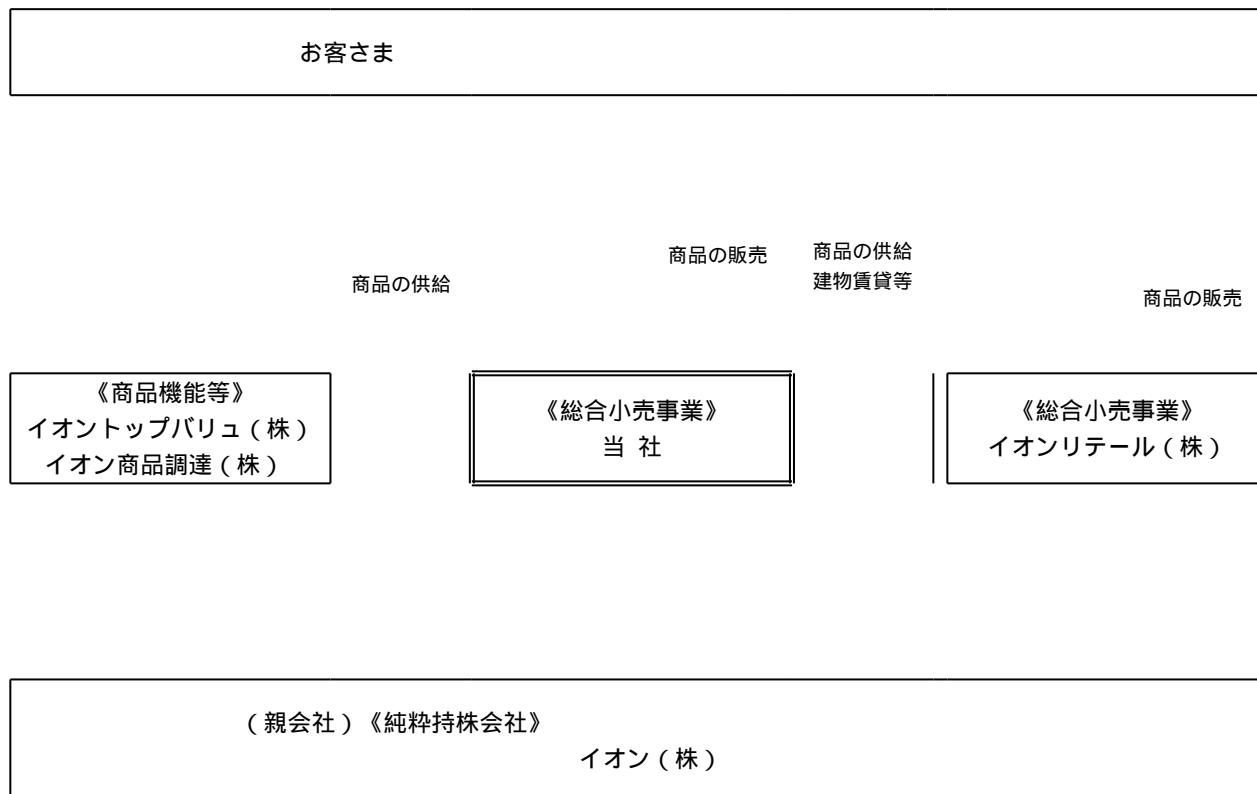 お客さま
商品の販売
商品の供給
建物賃貸等
商品の供給
商品の販売
《商品機能等》
イオントップバリュ（株）
イオン商品調達（株）
《総合小売事業》
当 社
《総合小売事業》
イオンリテール（株）
（親会社）《純粋持株会社》
イオン（株）